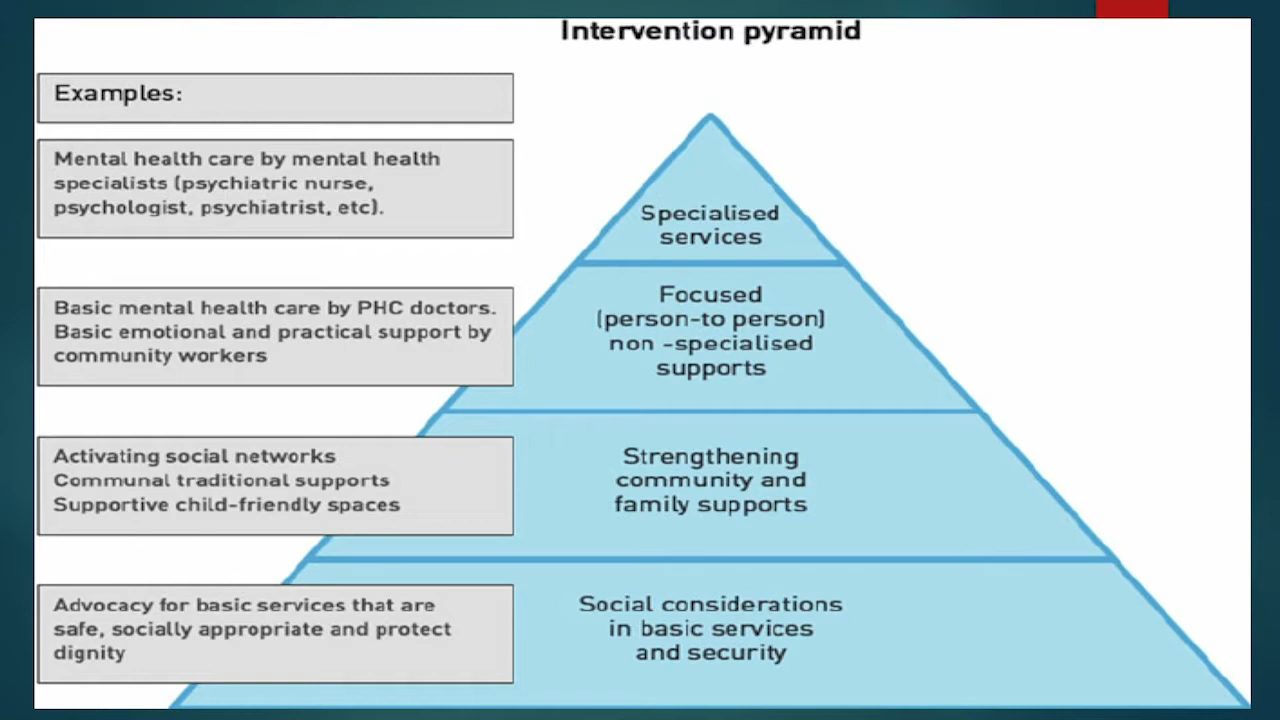 Intervention pyramid
Examples:
Mental health care by mental health
specialists (psychiatric nurse,
psychologist, psychiatrist, etc).
Specialised
services
Basic mental health care by PHC doctors.
Basic emotional and practical support by
community workers
Focused
(person-to person)
non -specialised
supports
Activating social networks
Communal traditional supports
Supportive child-friendly spaces
Strengthening
community and
family supports
Advocacy for basic services that are
safe, socially appropriate and protect
dignity
Social considerations
in basic services
and security